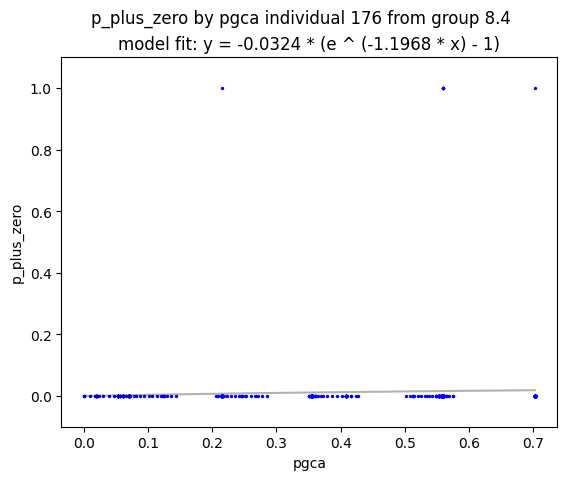 p_plus_zero by pgca individual 176 from group 8.4
model fit: y = -0.0324 * (e ^ (-1.1968 * x) - 1)
1.0
0.8
0.6
0.4
0.2
0.0
p_plus_zero
0.0 0.1 0.2 0.3 0.4 0.5 0.6 0.7
pgca